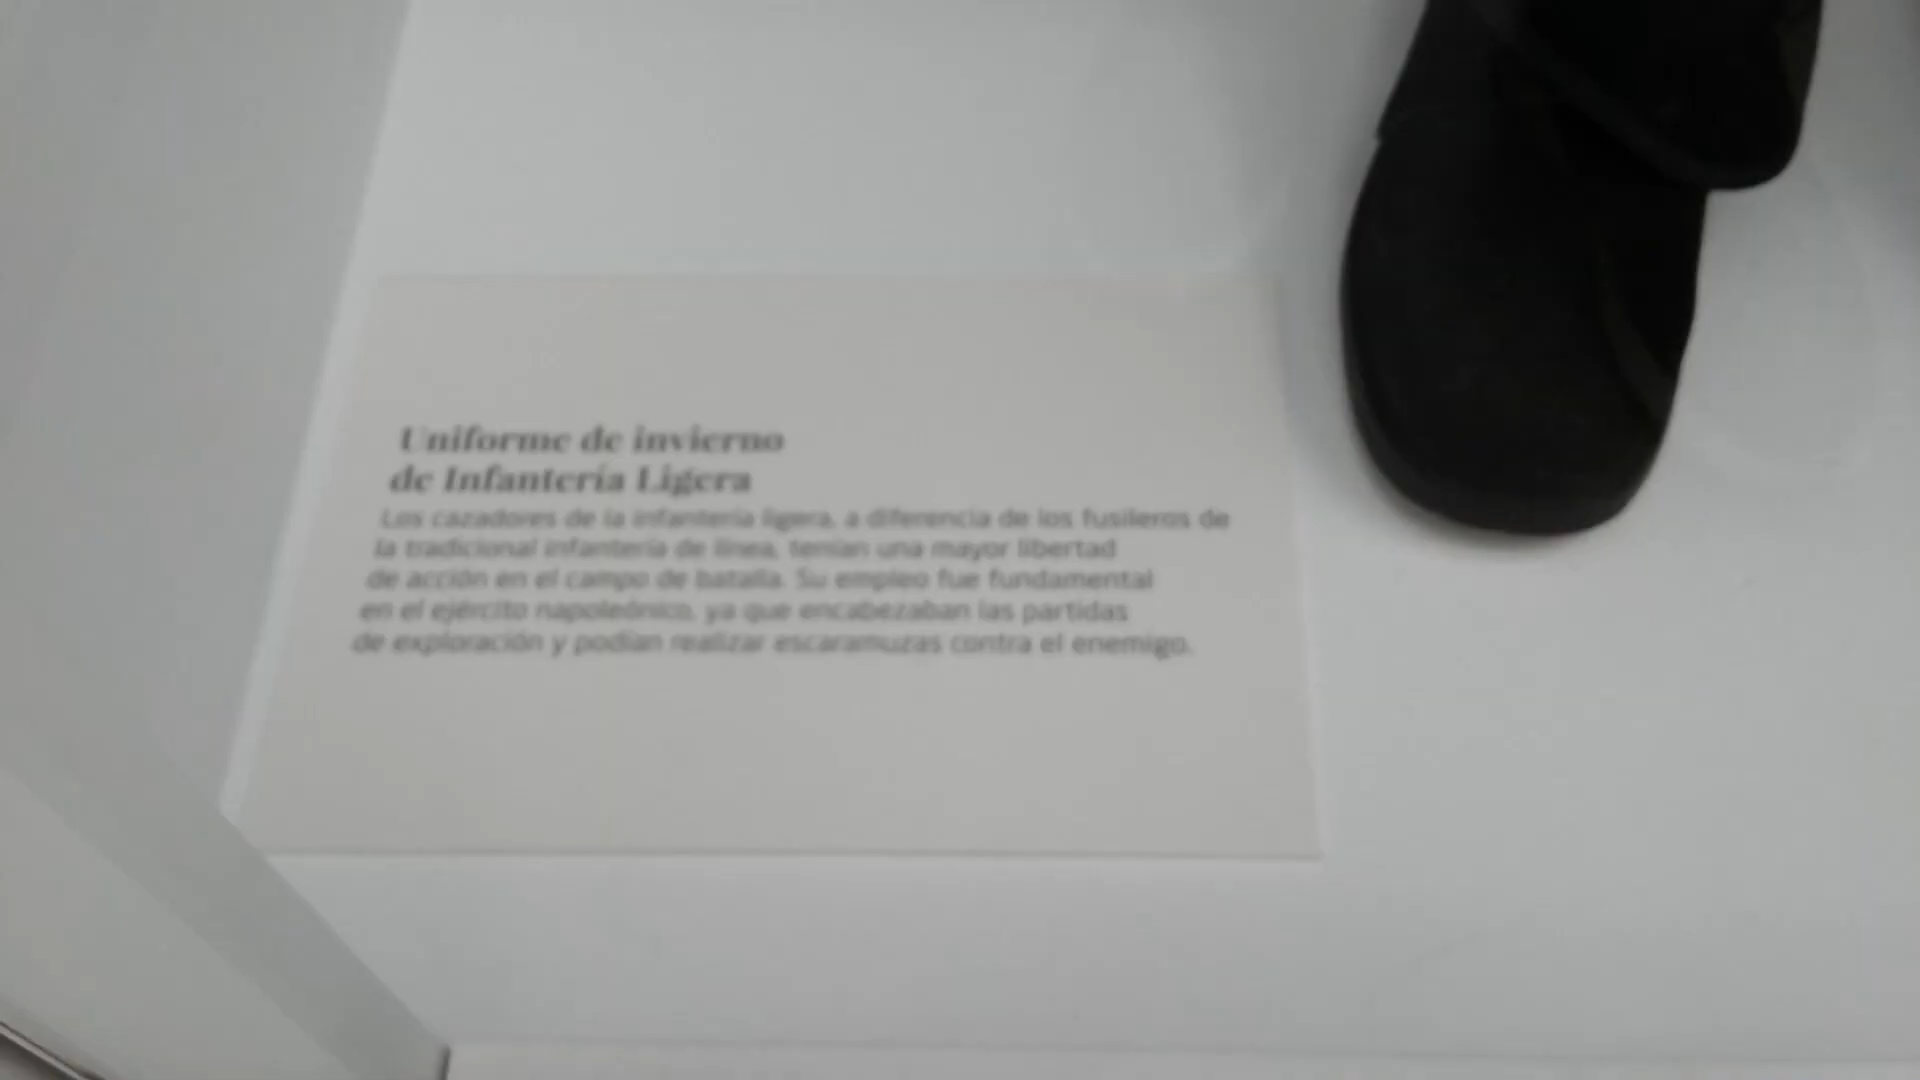 Uniforme de invierno
de Infantería Ligera
Los cazadores de la infantería ligera, a diferencia de los fusileros de
la tradicional infantería de línea, tenían una mayor libertad
de acción en el campo de batalla. Su empleo fue fundamental
en el ejército napoleónico, ya que encabezaban las partidas
de exploración y podían realizar escaramuzas contra el enemigo.